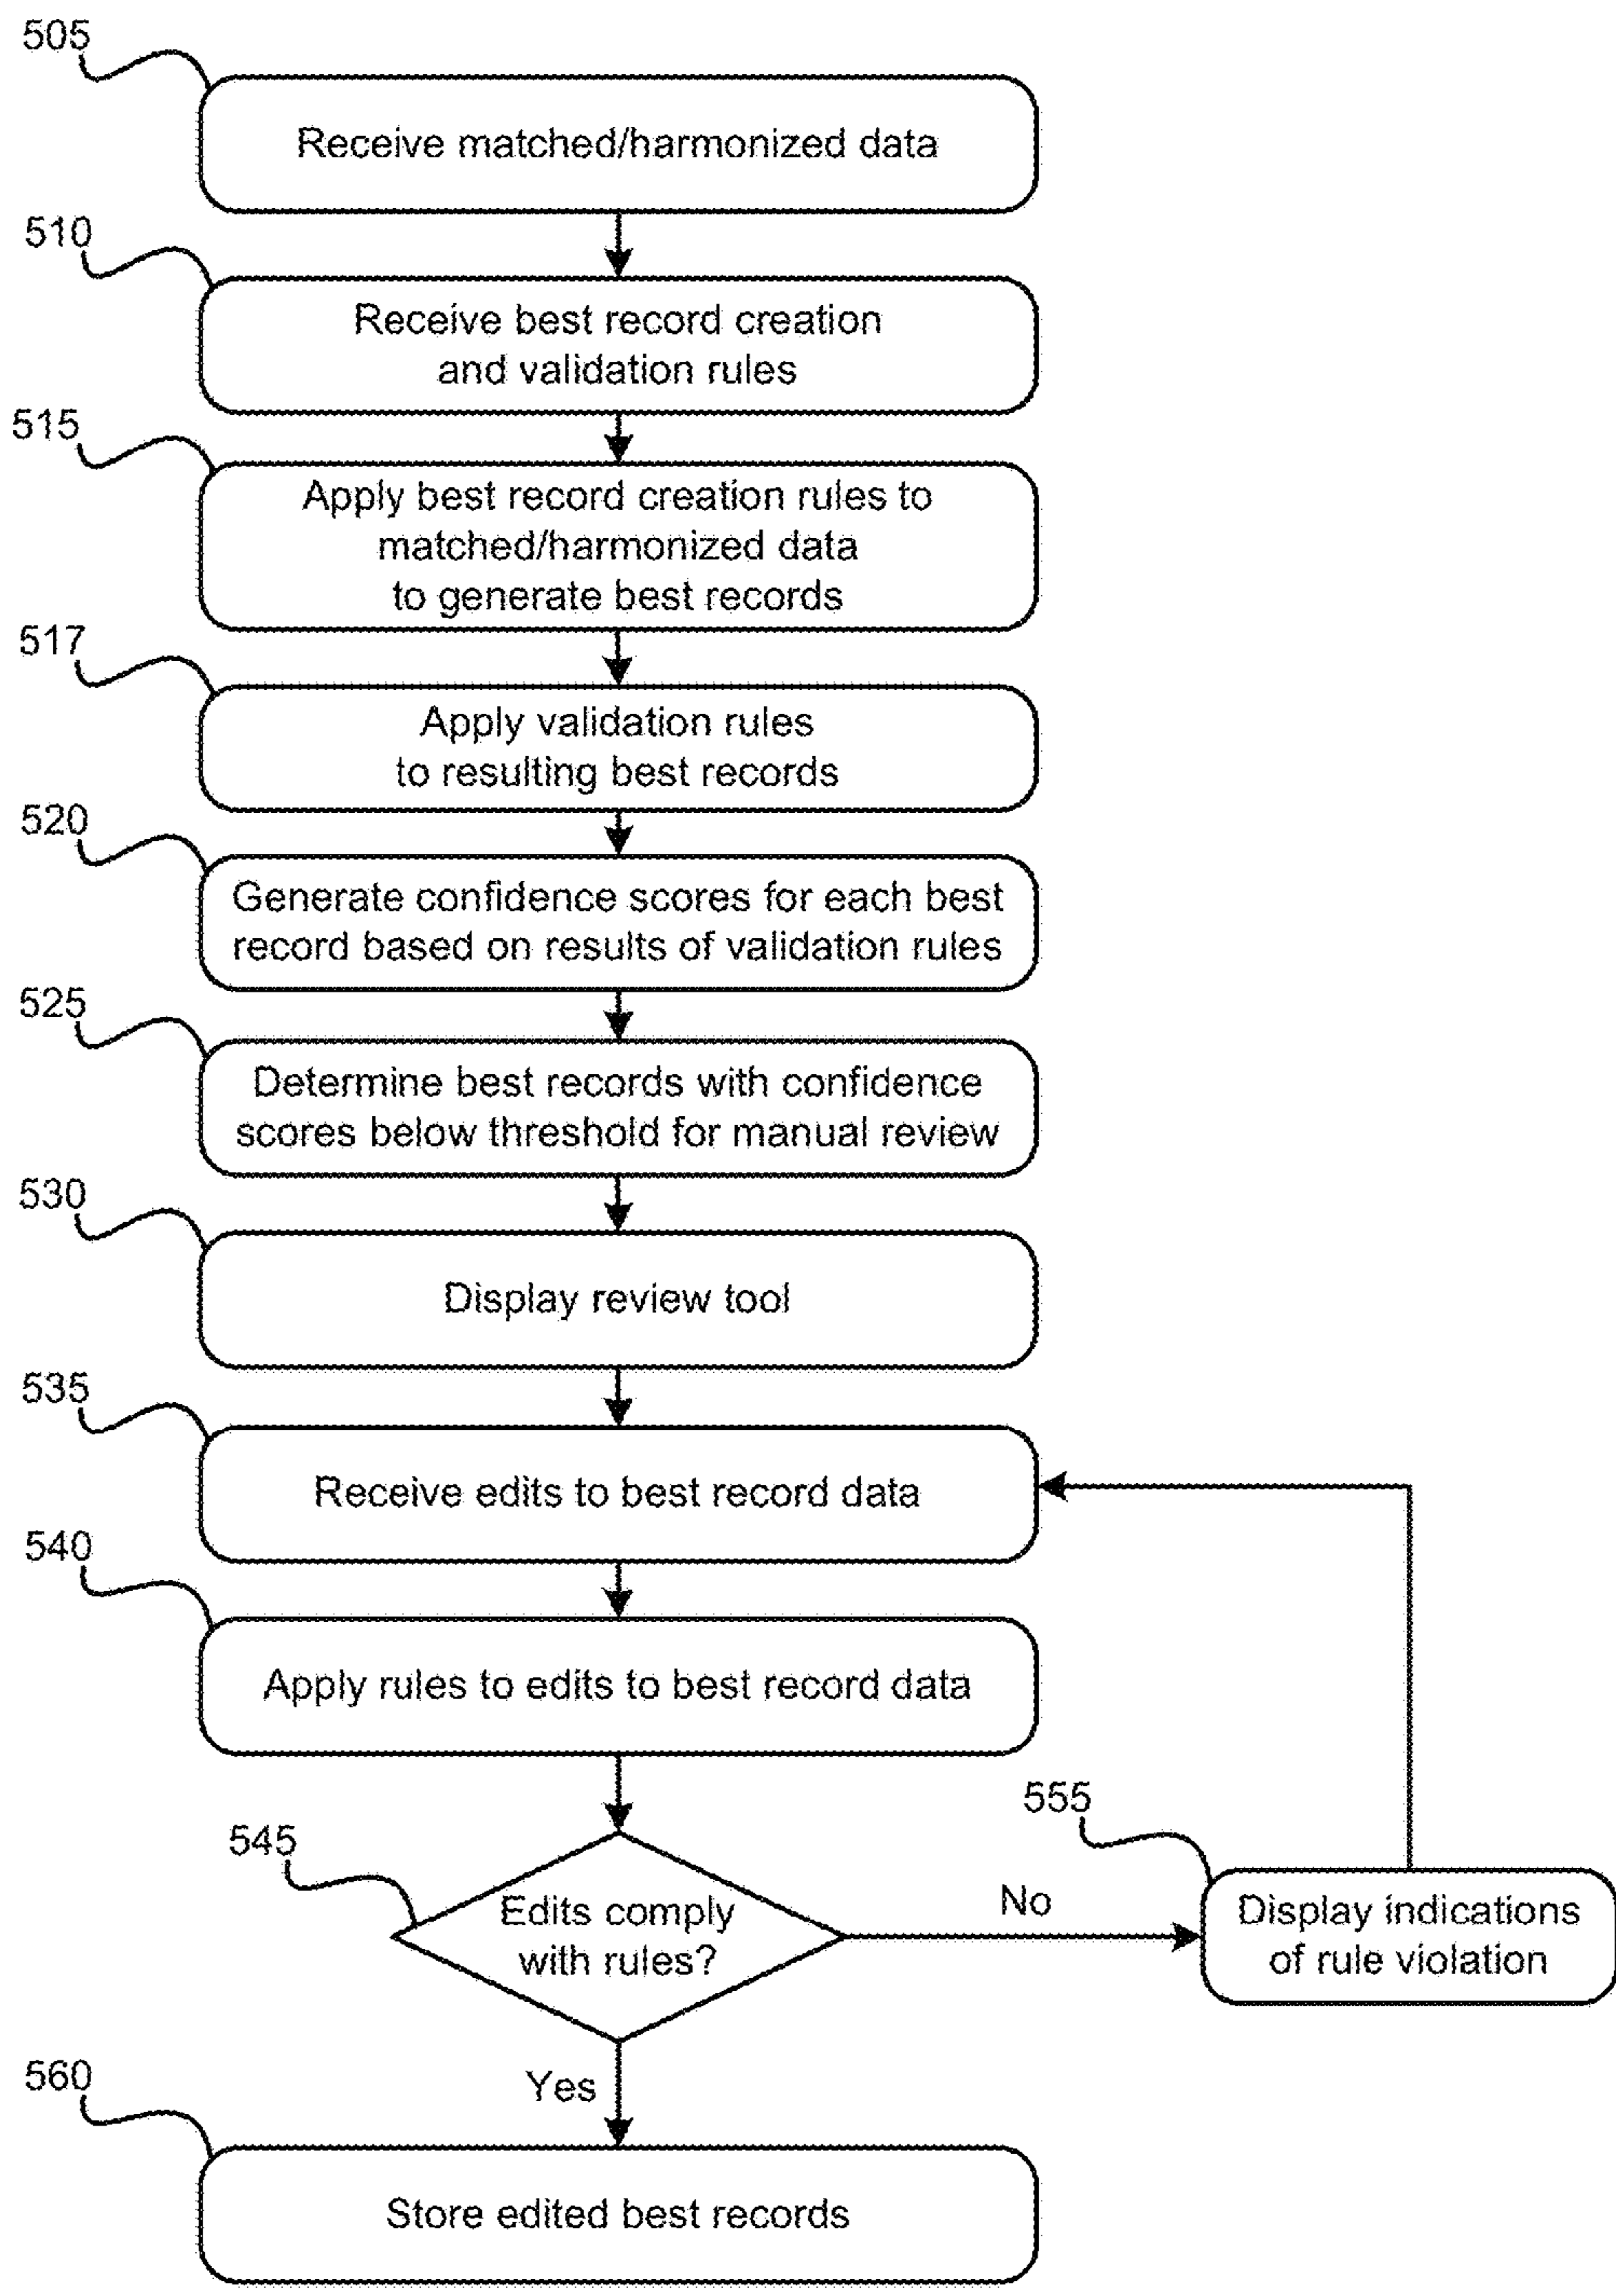 505
Receive matched/harmonized data
510
Receive best record creation
and validation rules
515
Apply best record creation rules to
matched/harmonized data
to generate best records
517
Apply validation rules
to resulting best records
520
Generate confidence scores for each best
record based on results of validation rules
525
Determine best records with confidence
scores below threshold for manual review
530
Display review tool
535
Receive edits to best record data
540
Apply rules to edits to best record data
545
Edits comply
with rules?
No
555
Display indications
of rule violation
Yes
560
Store edited best records